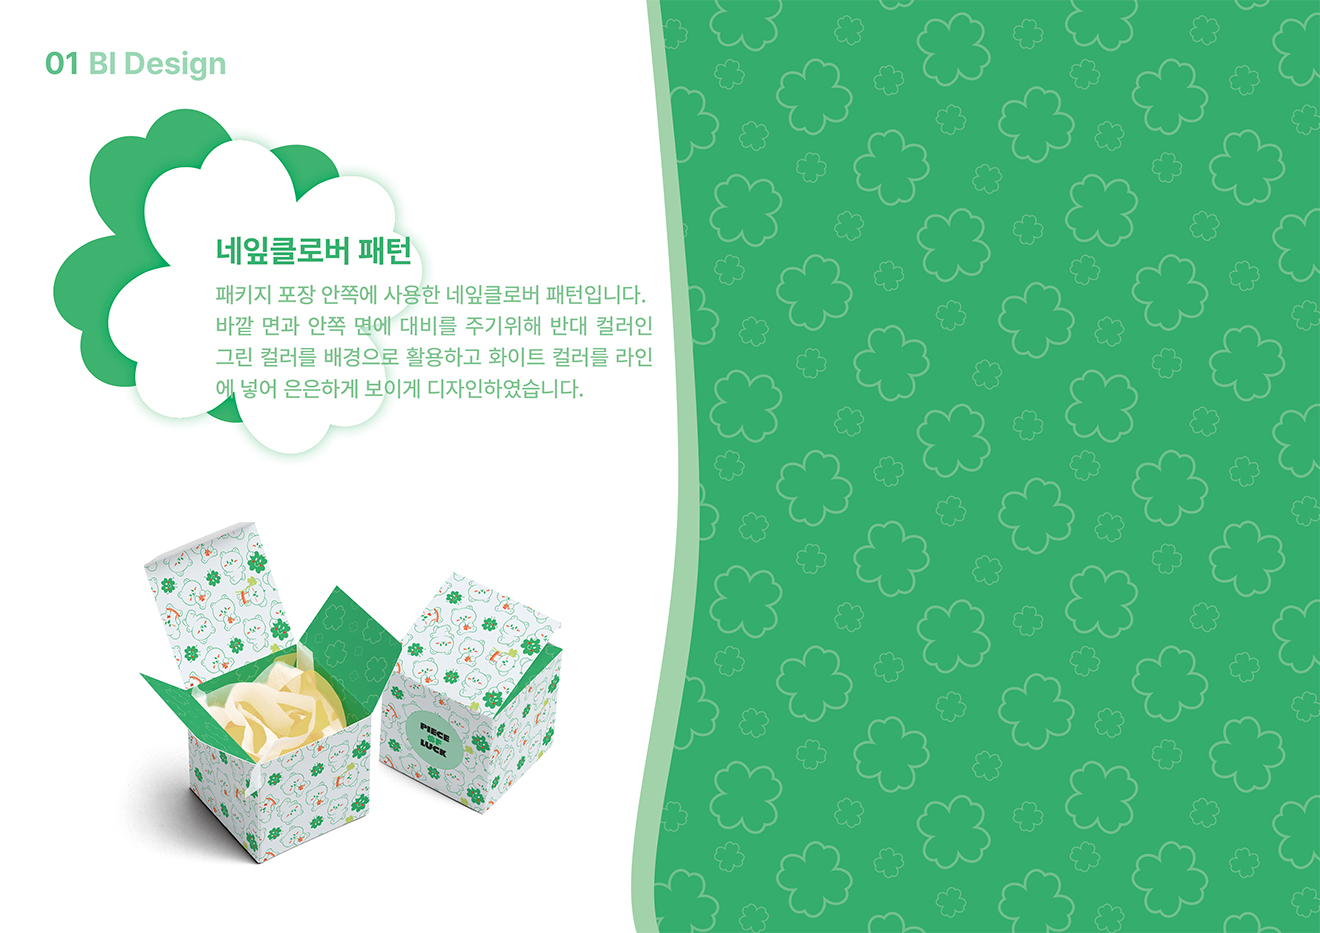 01 BI Design
네잎클로버 패턴
패키지 포장 안쪽에 사용한 네잎클로버 패턴입니다.
바깥 면과 안쪽 면에 대비를 주기위해 반대 컬러인
그린 컬러를 배경으로 활용하고 화이트 컬러를 라인
에 넣어 은은하게 보이게 디자인하였습니다.
PIECE
OF
LUCK